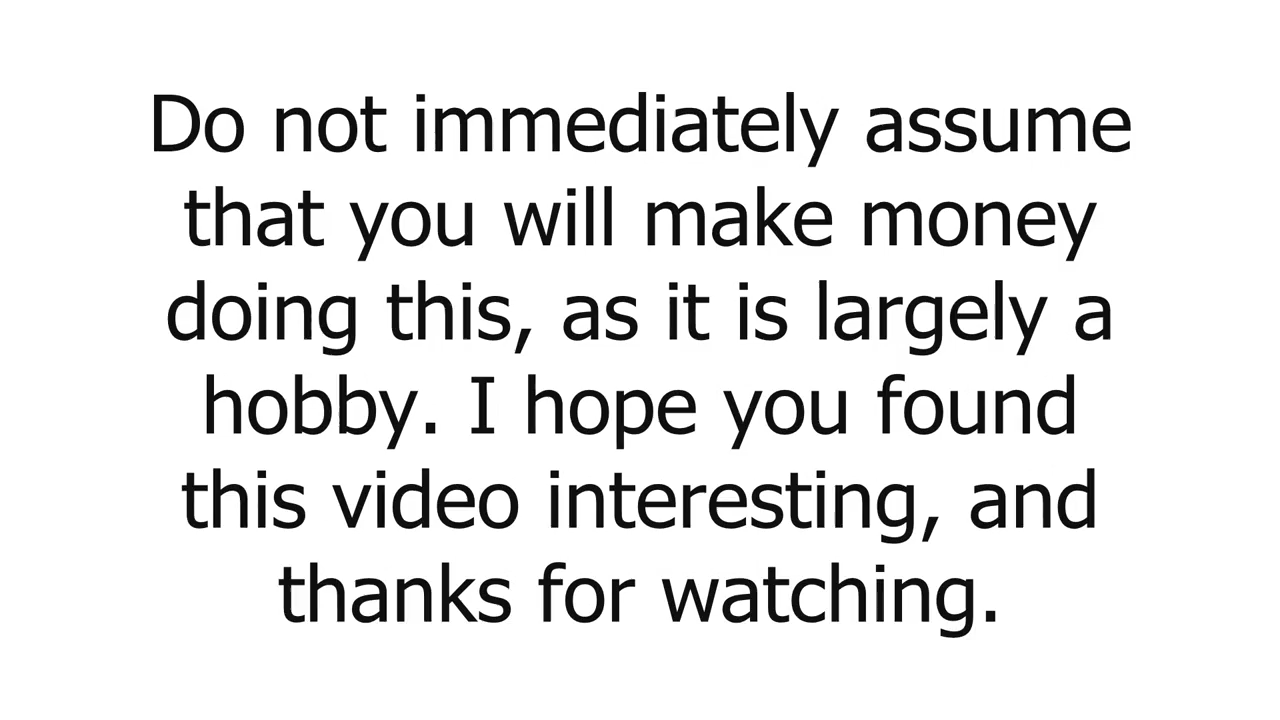 Do not immediately assume
that you will make money
doing this, as it is largely a
hobby. I hope you found
this video interesting, and
thanks for watching.